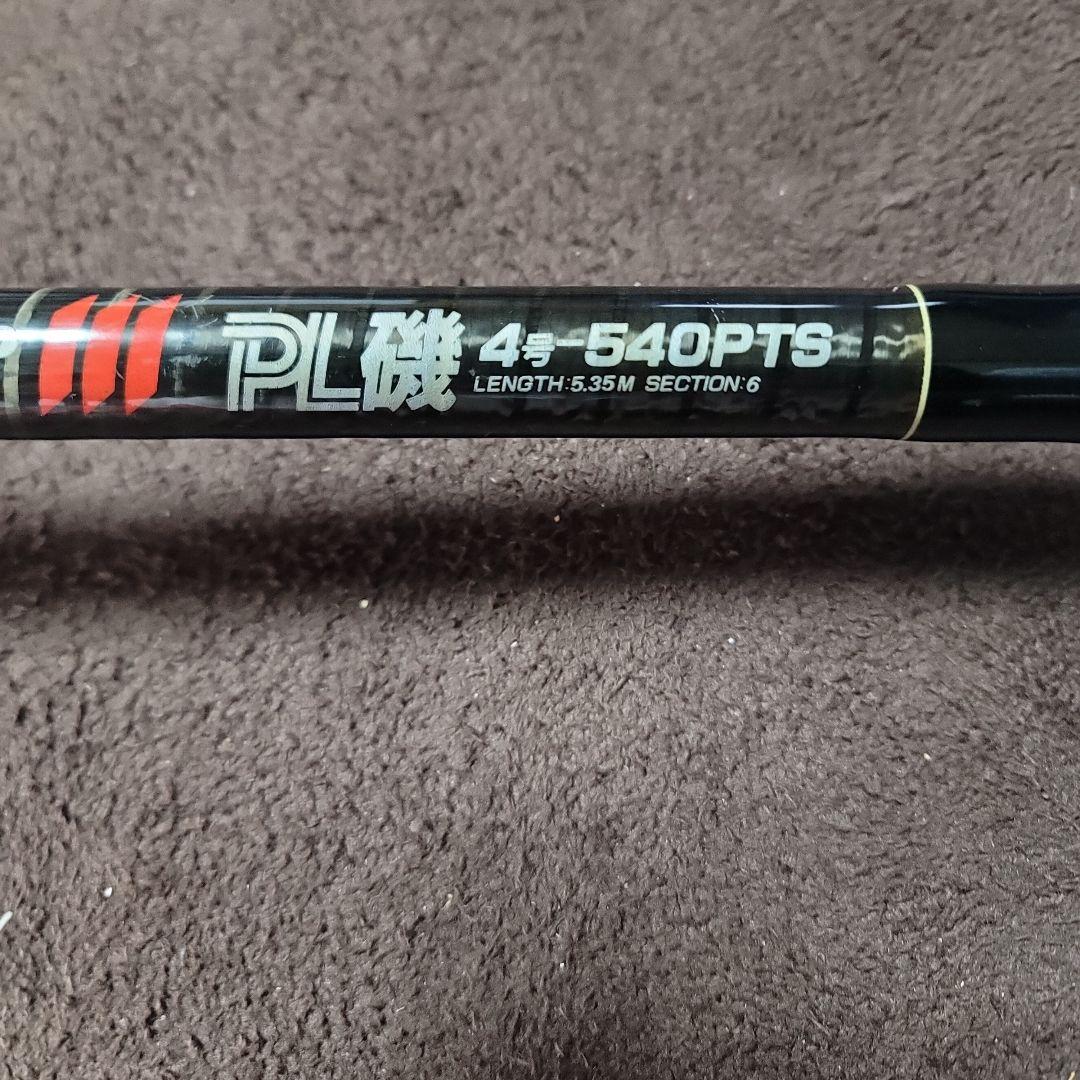 PL磯 4号-540PTS
LENGTH:5.35M SECTION:6